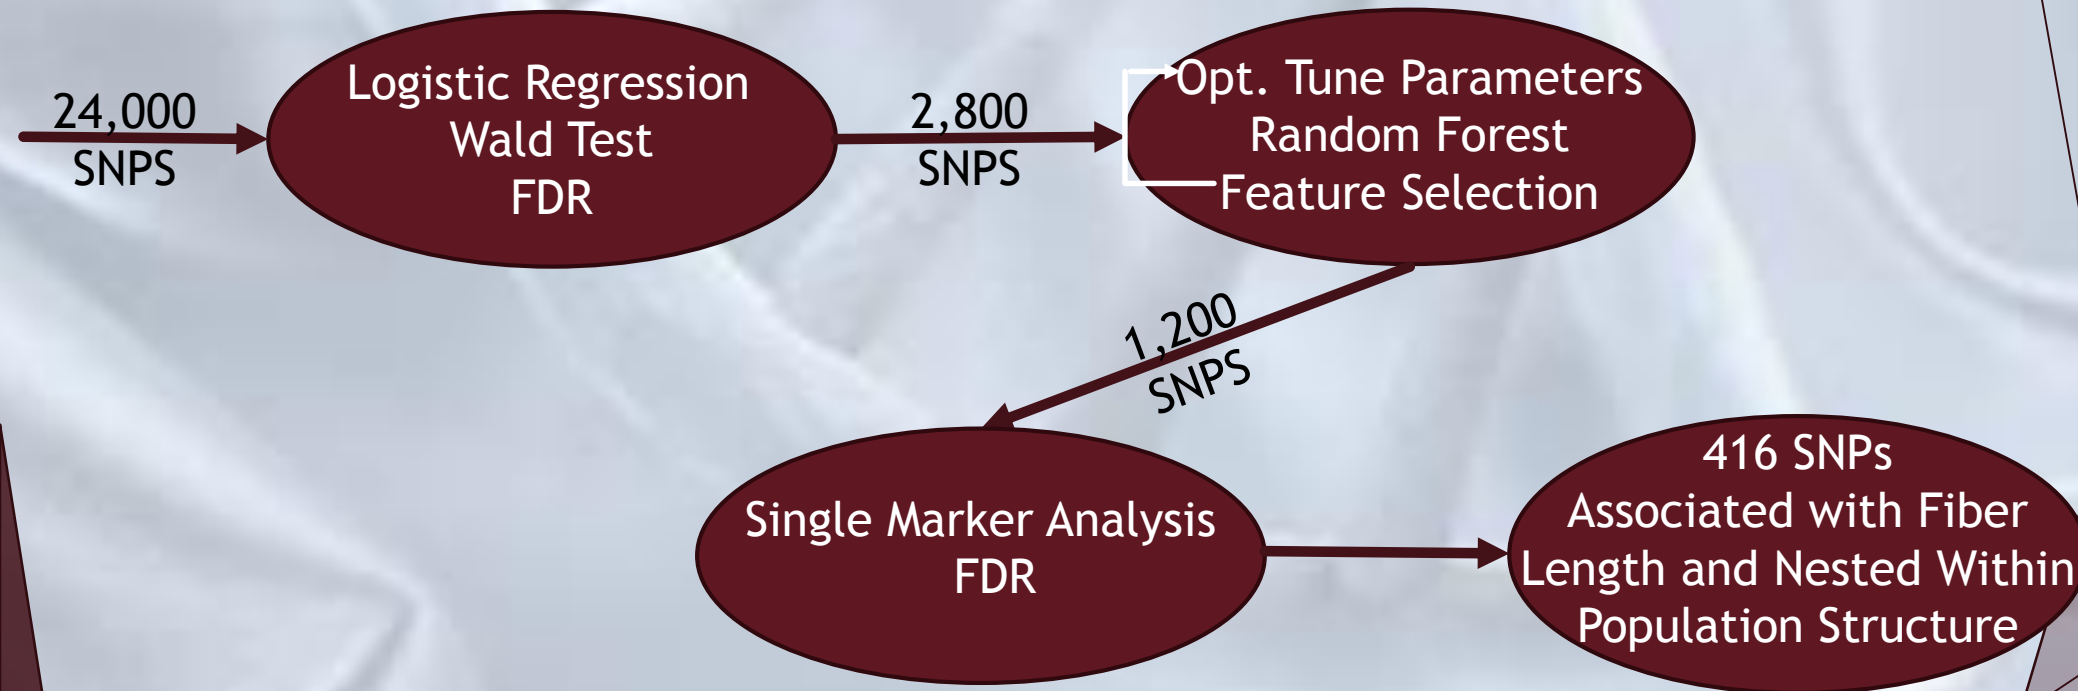 24,000
SNPS
Logistic Regression
Wald Test
FDR
2,800
SNPS
Opt. Tune Parameters
Random Forest
Feature Selection
1,200
SNPS
Single Marker Analysis
FDR
416 SNPs
Associated with Fiber
Length and Nested Within
Population Structure